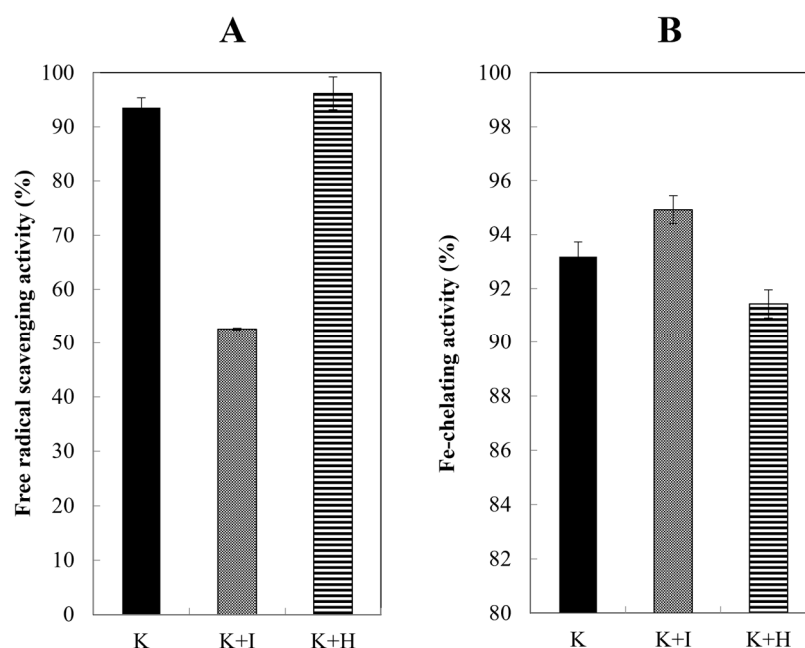 A
Free radical scavenging activity (%)
100
90
80
70
60
50
40
30
20
10
0
K
K+I
K+H
B
Fe-chelating activity (%)
100
98
96
94
92
90
88
86
84
82
80
K
K+I
K+H